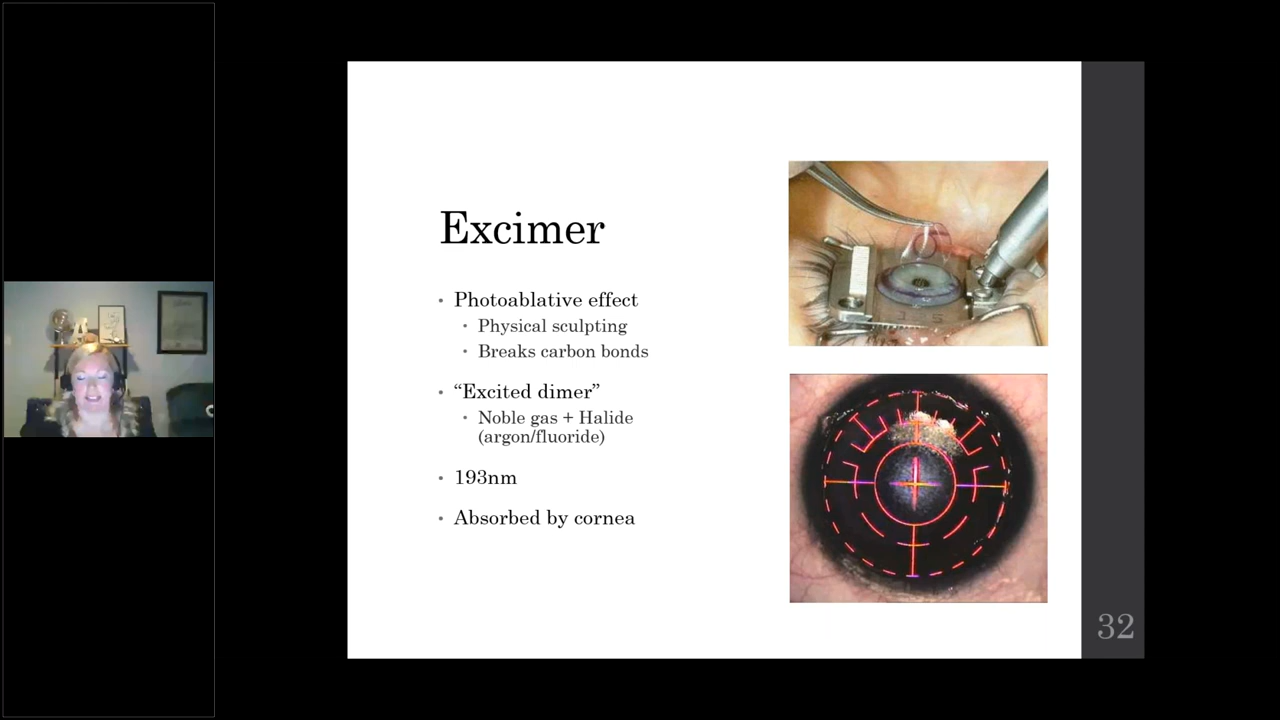 Excimer
Photoablative effect
Physical sculpting
Breaks carbon bonds
“Excited dimer”
Noble gas + Halide
(argon/fluoride)
193nm
Absorbed by cornea
32